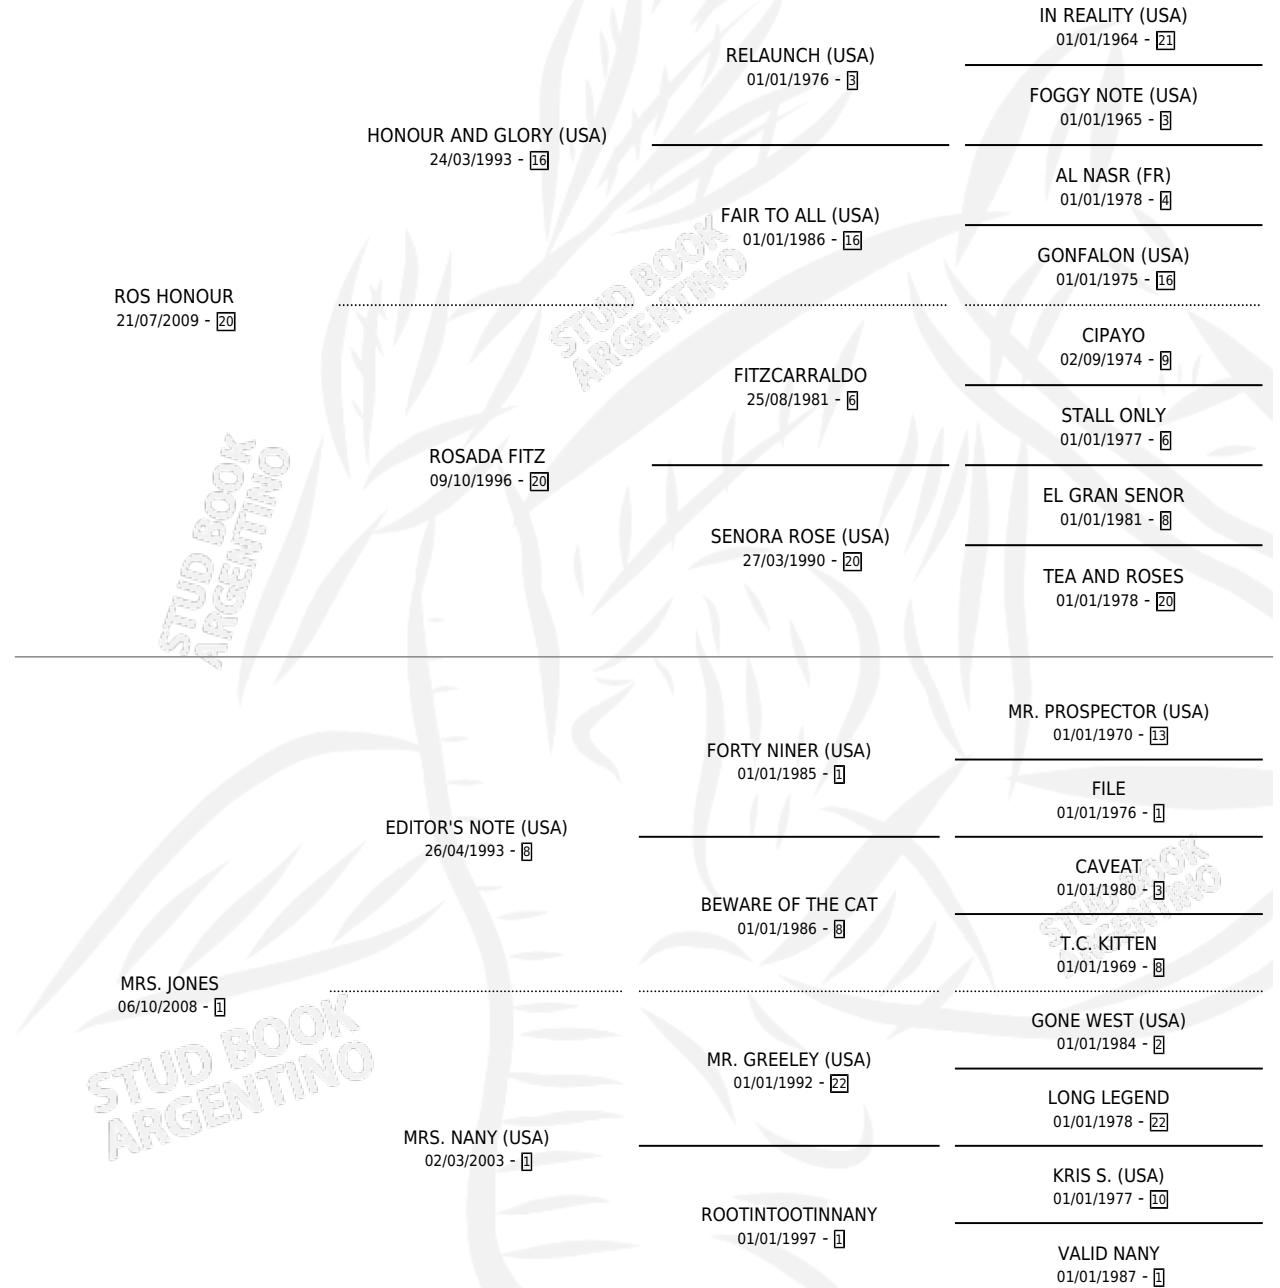 IN REALITY (USA)
01/01/1964 - 21
RELAUNCH (USA)
01/01/1976 - 3
FOGGY NOTE (USA)
01/01/1965 - 3
HONOUR AND GLORY (USA)
24/03/1993 - 16
AL NASR (FR)
01/01/1978 - 4
FAIR TO ALL (USA)
01/01/1986 - 16
GONFALON (USA)
01/01/1975 - 16
ROS HONOUR
21/07/2009 - 20
STUD BOOK
ARGENTINO
CIPAYO
02/09/1974 - 9
FITZCARRALDO
25/08/1981 - 6
STALL ONLY
01/01/1977 - 6
ROSADA FITZ
09/10/1996 - 20
EL GRAN SENOR
01/01/1981 - 8
SENORA ROSE (USA)
27/03/1990 - 20
TEA AND ROSES
01/01/1978 - 20
STUD BOOK
ARGENTINO
MR. PROSPECTOR (USA)
01/01/1970 - 13
FORTY NINER (USA)
01/01/1985 - 1
FILE
01/01/1976 - 1
EDITOR'S NOTE (USA)
26/04/1993 - 8
CAVEAT
01/01/1980 - 3
BEWARE OF THE CAT
01/01/1986 - 8
STUD BOOK
ARGENTINO
T.C. KITTEN
01/01/1969 - 8
MRS. JONES
06/10/2008 - 1
GONE WEST (USA)
01/01/1984 - 2
MR. GREELEY (USA)
01/01/1992 - 22
LONG LEGEND
01/01/1978 - 22
STUD BOOK
ARGENTINO
MRS. NANY (USA)
02/03/2003 - 1
KRIS S. (USA)
01/01/1977 - 10
ROOTINTOOTINNANY
01/01/1997 - 1
VALID NANY
01/01/1987 - 1